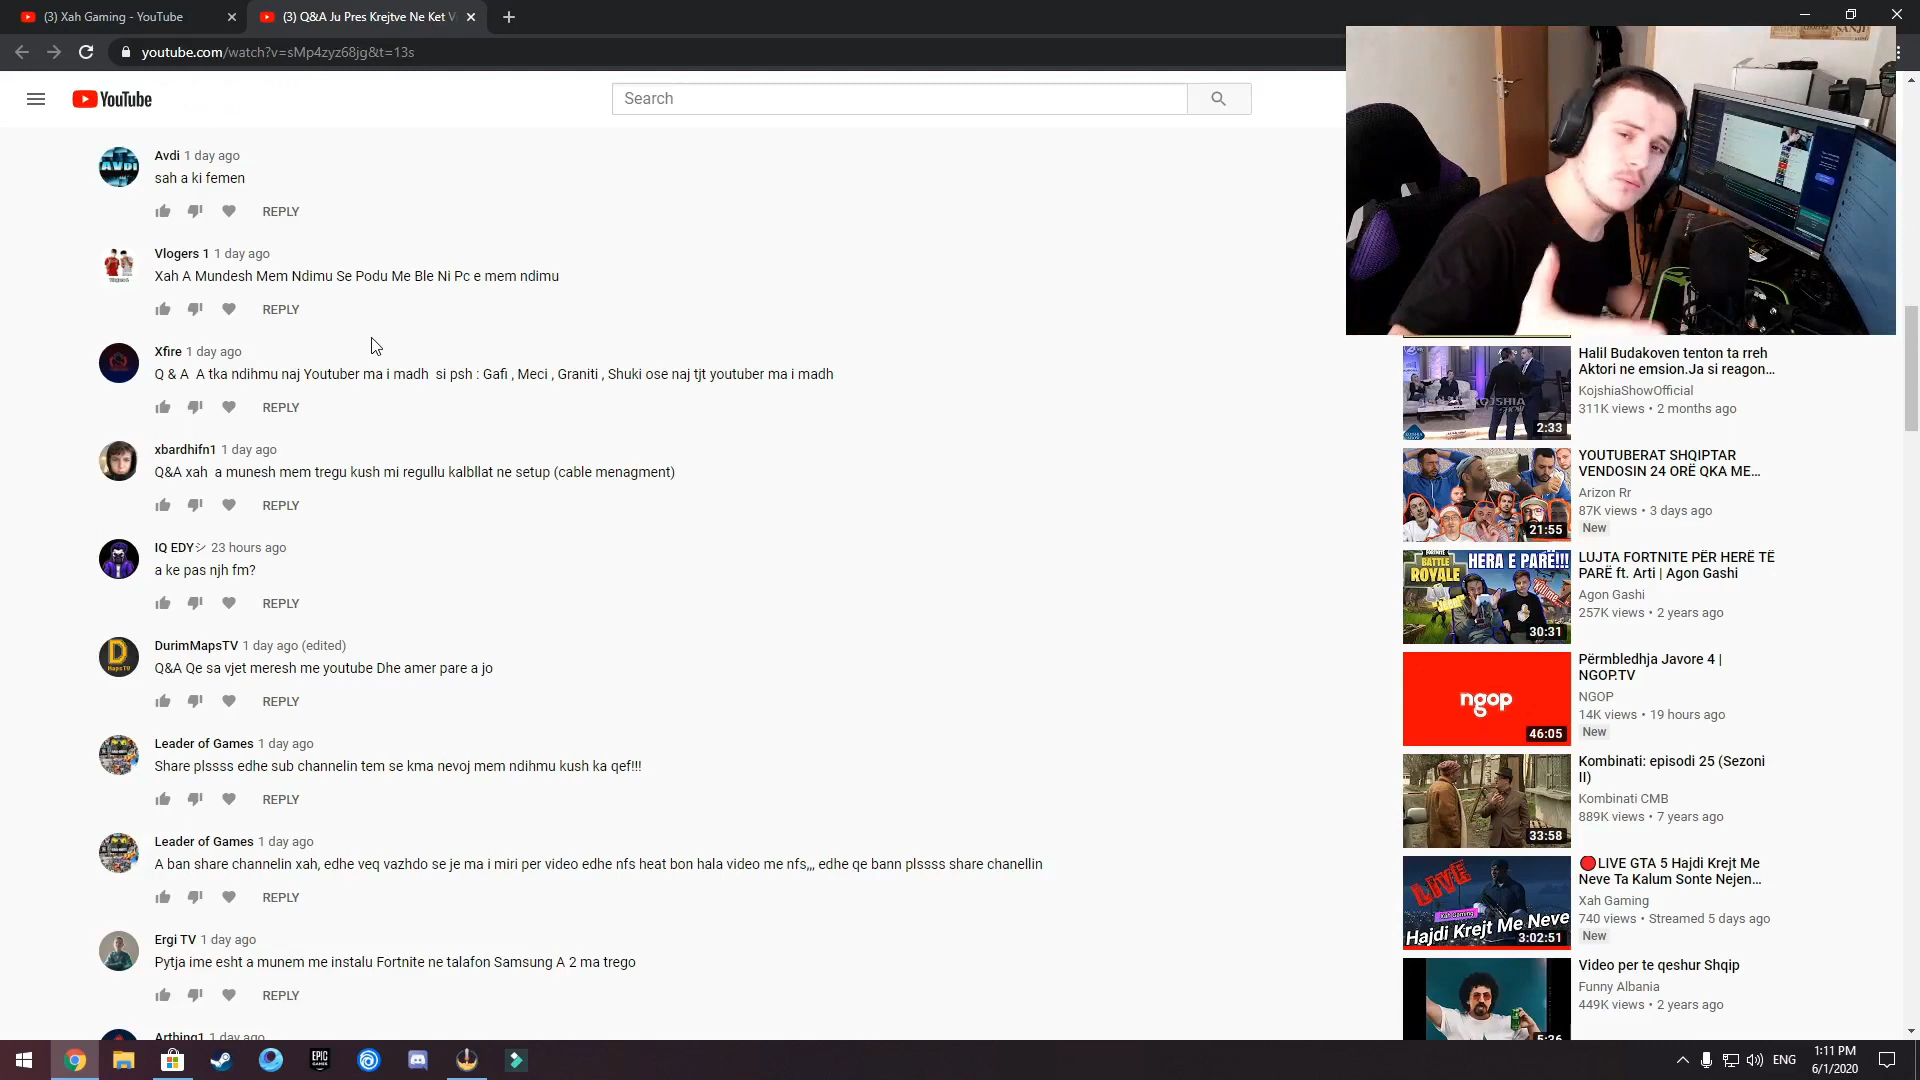 (3) Xah Gaming - YouTube
(3) Q&A Ju Pres Krejtve Ne Ket V
youtube.com/watch?v=sMp4zyz68jg&t=13s
YouTube
Search
Avdi 1 day ago
sah a ki femen
REPLY
Vlogers 1 1 day ago
Xah A Mundesh Mem Ndimu Se Podu Me Ble Ni Pc e mem ndimu
REPLY
Xfire 1 day ago
Q & A A tka ndihmu naj Youtuber ma i madh si psh : Gafi , Meci , Graniti , Shuki ose naj tjt youtuber ma i madh
REPLY
xbardhifn1 1 day ago
Q&A xah a munesh mem tregu kush mi regullu kalbllat ne setup (cable menagment)
REPLY
IQ EDYシ 23 hours ago
a ke pas njh fm?
REPLY
DurimMapsTV 1 day ago (edited)
Q&A Qe sa vjet meresh me youtube Dhe amer pare a jo
REPLY
Leader of Games 1 day ago
Share plssss edhe sub channelin tem se kma nevoj mem ndihmu kush ka qef!!!
REPLY
Leader of Games 1 day ago
A ban share channelin xah, edhe veq vazhdo se je ma i miri per video edhe nfs heat bon hala video me nfs,,, edhe qe bann plssss share chanellin
REPLY
Ergi TV 1 day ago
Pytja ime esht a munem me instalu Fortnite ne talafon Samsung A 2 ma trego
REPLY
Arthing1 1 day ago
Halil Budakoven tenton ta rreh
Aktori ne emsion.Ja si reagon...
KojshiaShowOfficial
311K views • 2 months ago
2:33
YOUTUBERAT SHQIPTAR
VENDOSIN 24 ORË QKA ME...
Arizon Rr
87K views • 3 days ago
New
21:55
LUJTA FORTNITE PËR HERË TË
PARË ft. Arti | Agon Gashi
Agon Gashi
257K views • 2 years ago
BATTLE
ROYALE
HERA E PARË!!!
30:31
Përmbledhja Javore 4 |
NGOP.TV
NGOP
14K views • 19 hours ago
New
ngop
46:05
Kombinati: episodi 25 (Sezoni
II)
Kombinati CMB
889K views • 7 years ago
33:58
🔴LIVE GTA 5 Hajdi Krejt Me
Neve Ta Kalum Sonte Nejen...
Xah Gaming
740 views • Streamed 5 days ago
New
LIVE
Xah Gaming
Hajdi Krejt Me Neve
3:02:51
Video per te qeshur Shqip
Funny Albania
449K views • 2 years ago
5:36
EPIC
GAMES
ENG
1:11 PM
6/1/2020